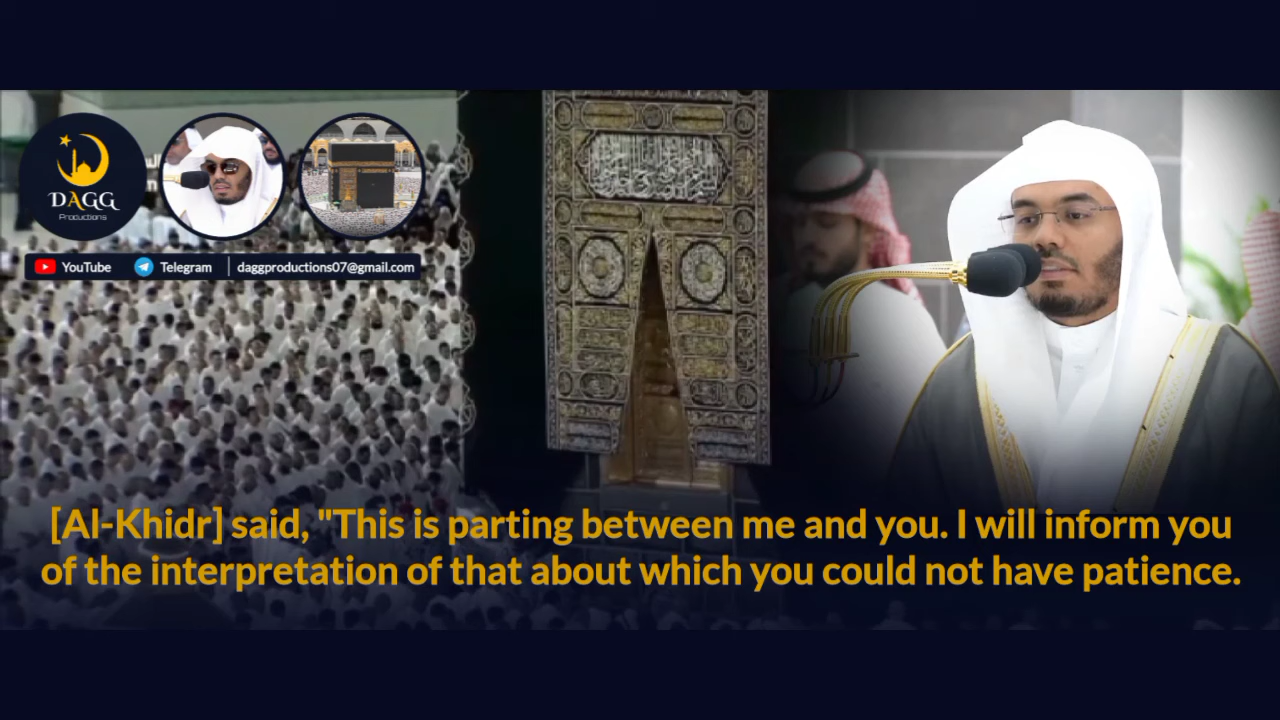 DAGG
Productions
YouTube
Telegram
daggproductions07@gmail.com
[Al-Khidr] said, "This is parting between me and you. I will inform you
of the interpretation of that about which you could not have patience.